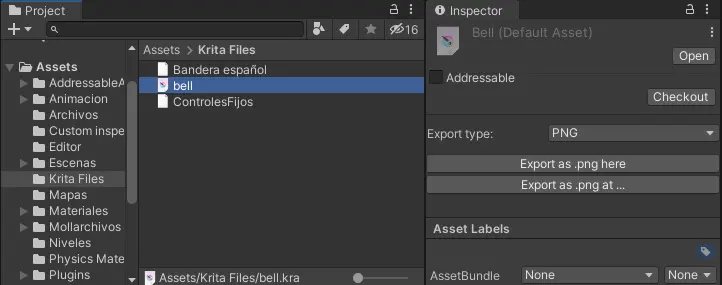 Project
16
Assets
AddressableA
Animacion
Archivos
Custom inspe
Editor
Escenas
Krita Files
Mapas
Materiales
Mollarchivos
Niveles
Physics Mate
Plugins
Assets › Krita Files
Bandera español
bell
ControlesFijos
Assets/Krita Files/bell.kra
Inspector
Bell (Default Asset)
Open
Addressable
Checkout
Export type: PNG
Export as .png here
Export as .png at ...
Asset Labels
AssetBundle None None